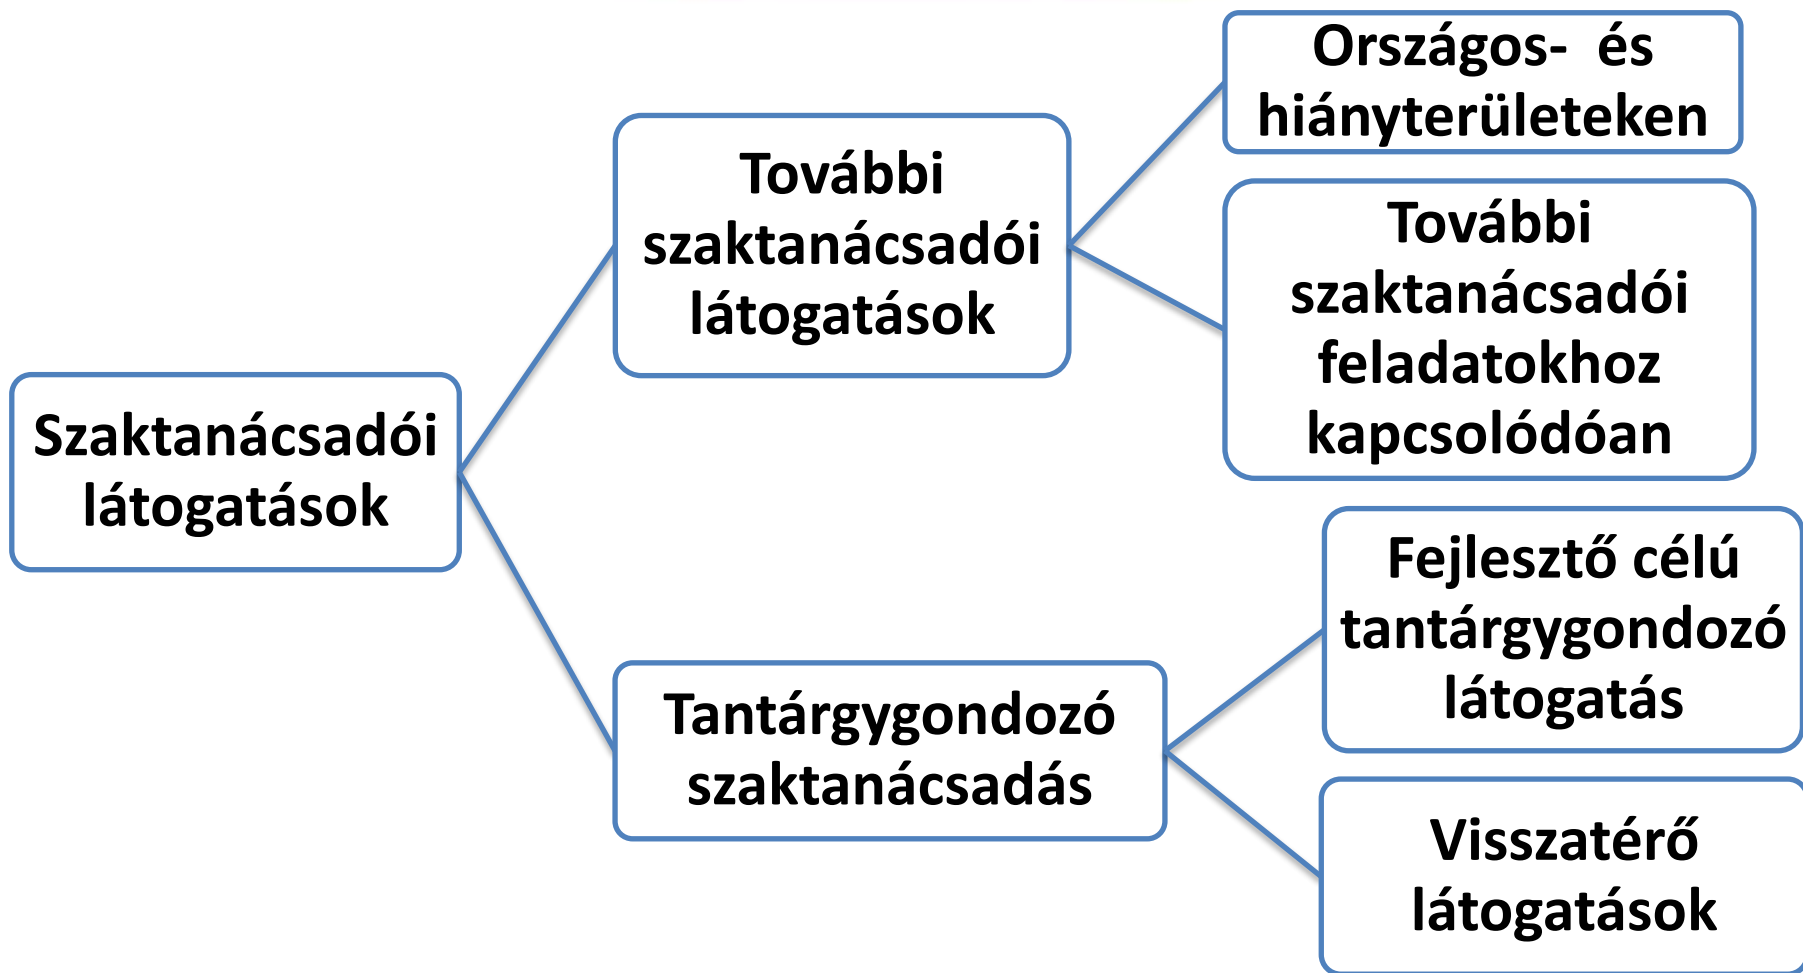 Szaktanácsadói
látogatások
További
szaktanácsadói
látogatások
Országos- és
hiányterületeken
További
szaktanácsadói
feladatokhoz
kapcsolódóan
Tantárgygondozó
szaktanácsadás
Fejlesztő célú
tantárgygondozó
látogatás
Visszatérő
látogatások